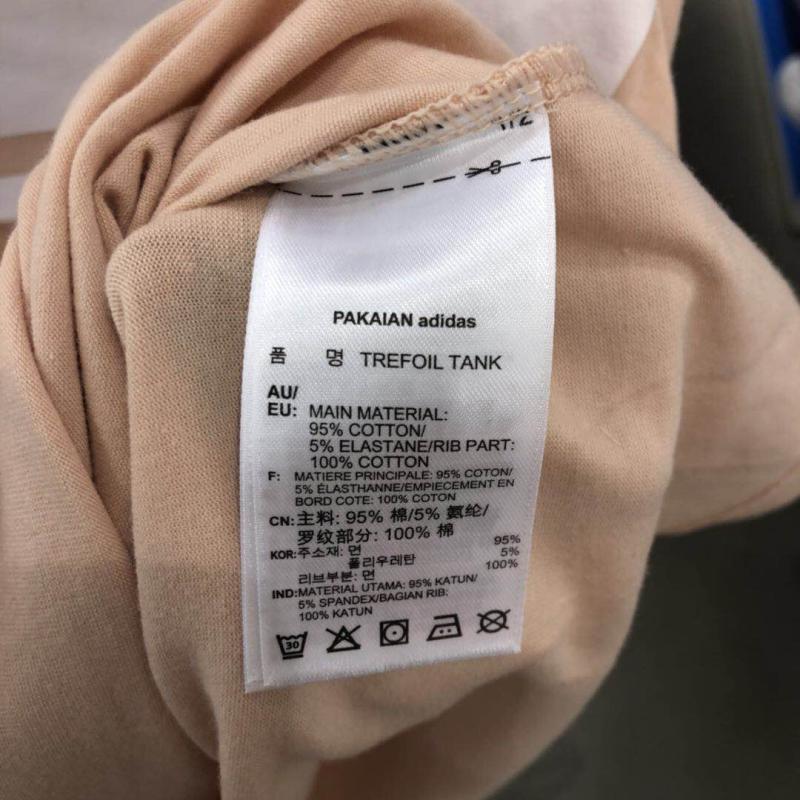 1/2
PAKAIAN adidas
품 명 TREFOIL TANK
AU/
EU: MAIN MATERIAL:
95% COTTON/
5% ELASTANE/RIB PART:
100% COTTON
F: MATIERE PRINCIPALE: 95% COTON/
5% ÉLASTHANNE/EMPIECEMENT EN
BORD COTE: 100% COTON
CN:主料: 95% 棉/5% 氨纶/
罗纹部分: 100% 棉
KOR:주소재: 면 95%
폴리우레탄 5%
리브부분: 면 100%
IND:MATERIAL UTAMA: 95% KATUN/
5% SPANDEX/BAGIAN RIB:
100% KATUN
30